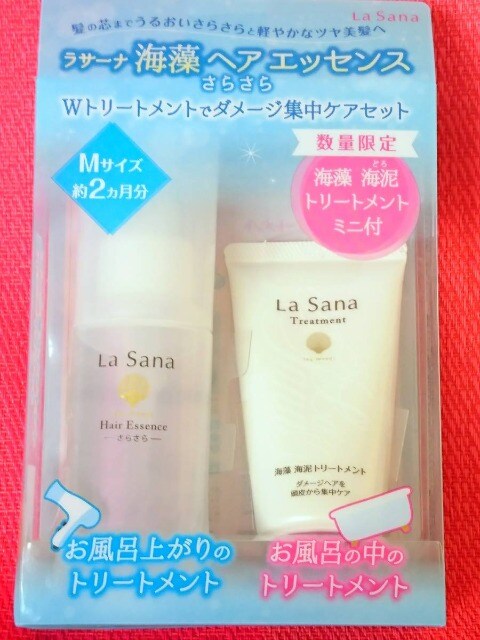 La Sana
髪の芯までうるおいさらさらと軽やかなツヤ美髪へ
ラサーナ 海藻 ヘア エッセンス
さらさら
Wトリートメントでダメージ集中ケアセット
Mサイズ
約2カ月分
数量限定
海藻 海泥
どろ
トリートメント
ミニ付
La Sana
Hair Essence
さらさら
La Sana
Treatment
海藻 海泥トリートメント
ダメージヘアを
頭皮から集中ケア
お風呂上がりの
トリートメント
お風呂の中の
トリートメント